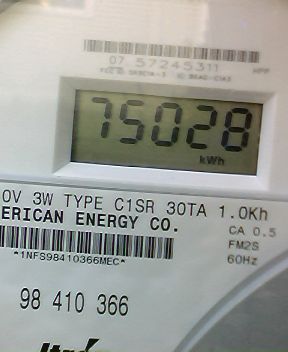 07 57245311
75028
kWh
0V 3W TYPE C1SR 30TA 1.0Kh
ERICAN ENERGY CO.
CA 0.5
FM2S
*1NFS98410366MEC*
60Hz
98 410 366